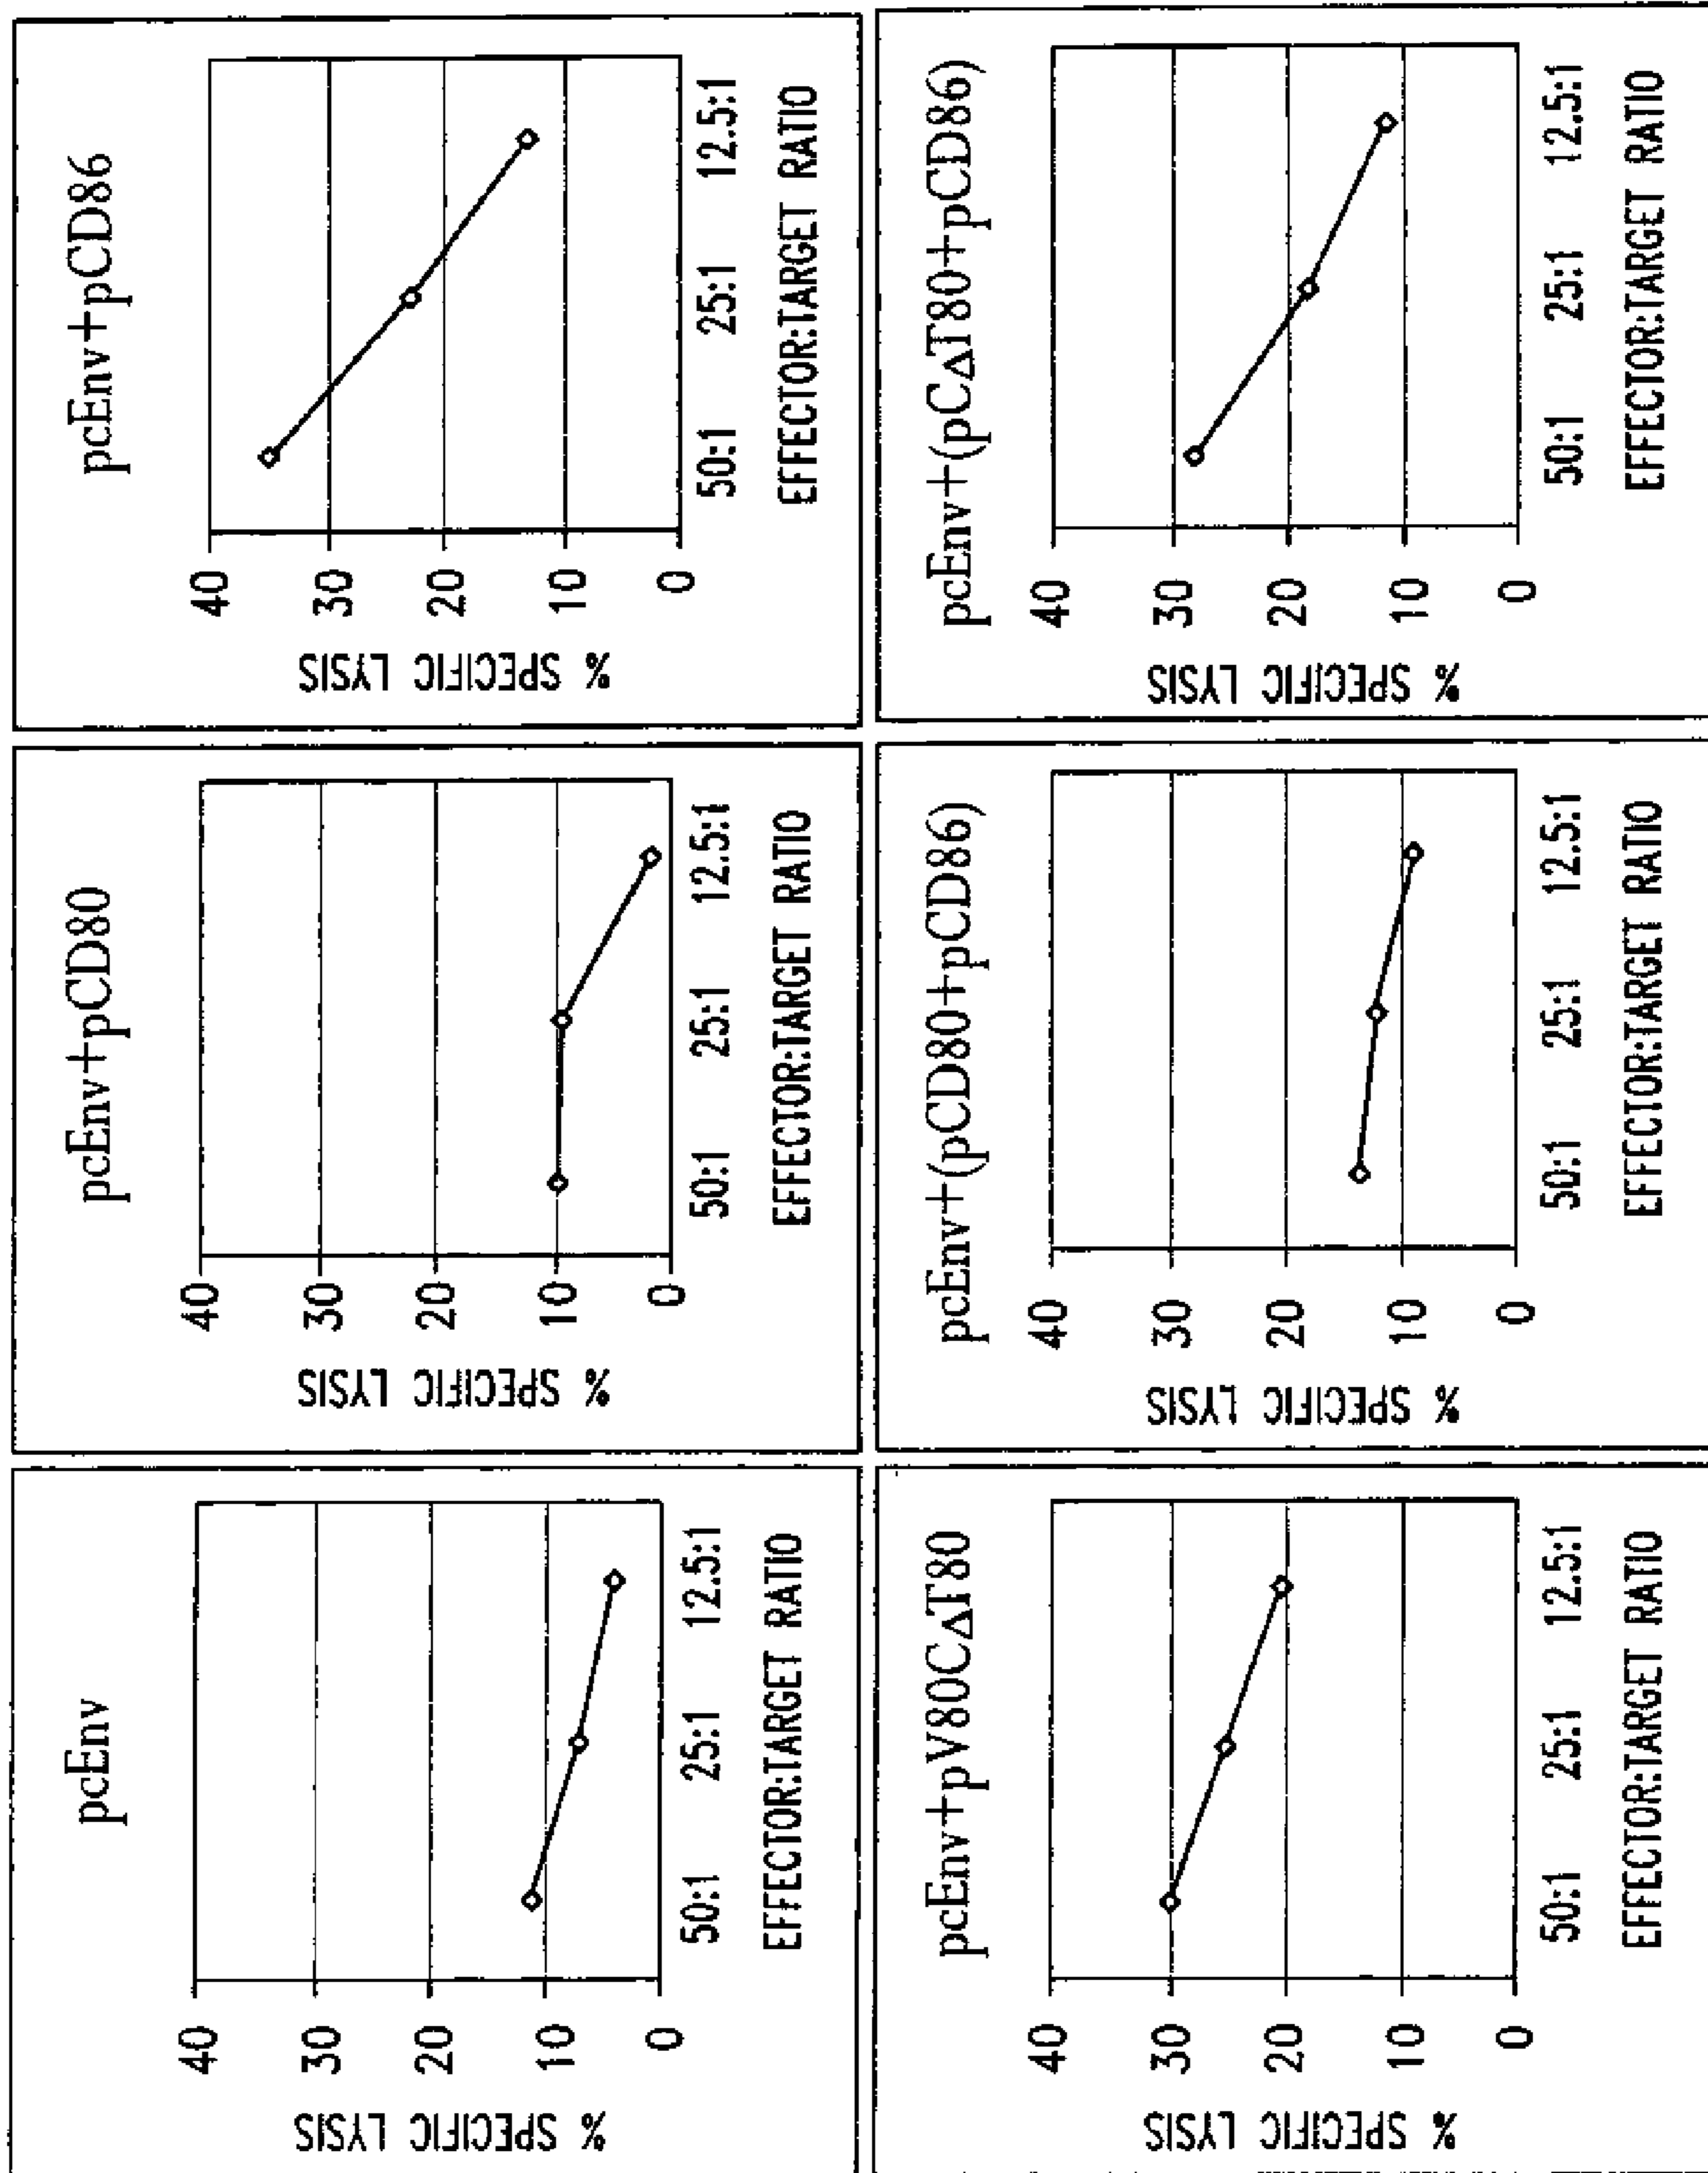 pcEnv
40
30
20
10
0
% SPECIFIC LYSIS
50:1 25:1 12.5:1
EFFECTOR:TARGET RATIO
pcEnv+pCD80
40
30
20
10
0
% SPECIFIC LYSIS
50:1 25:1 12.5:1
EFFECTOR:TARGET RATIO
pcEnv+pCD86
40
30
20
10
0
% SPECIFIC LYSIS
50:1 25:1 12.5:1
EFFECTOR:TARGET RATIO
pcEnv+pV80CΔT80
40
30
20
10
0
% SPECIFIC LYSIS
50:1 25:1 12.5:1
EFFECTOR:TARGET RATIO
pcEnv+(pCD80+pCD86)
40
30
20
10
0
% SPECIFIC LYSIS
50:1 25:1 12.5:1
EFFECTOR:TARGET RATIO
pcEnv+(pCΔT80+pCD86)
40
30
20
10
0
% SPECIFIC LYSIS
50:1 25:1 12.5:1
EFFECTOR:TARGET RATIO